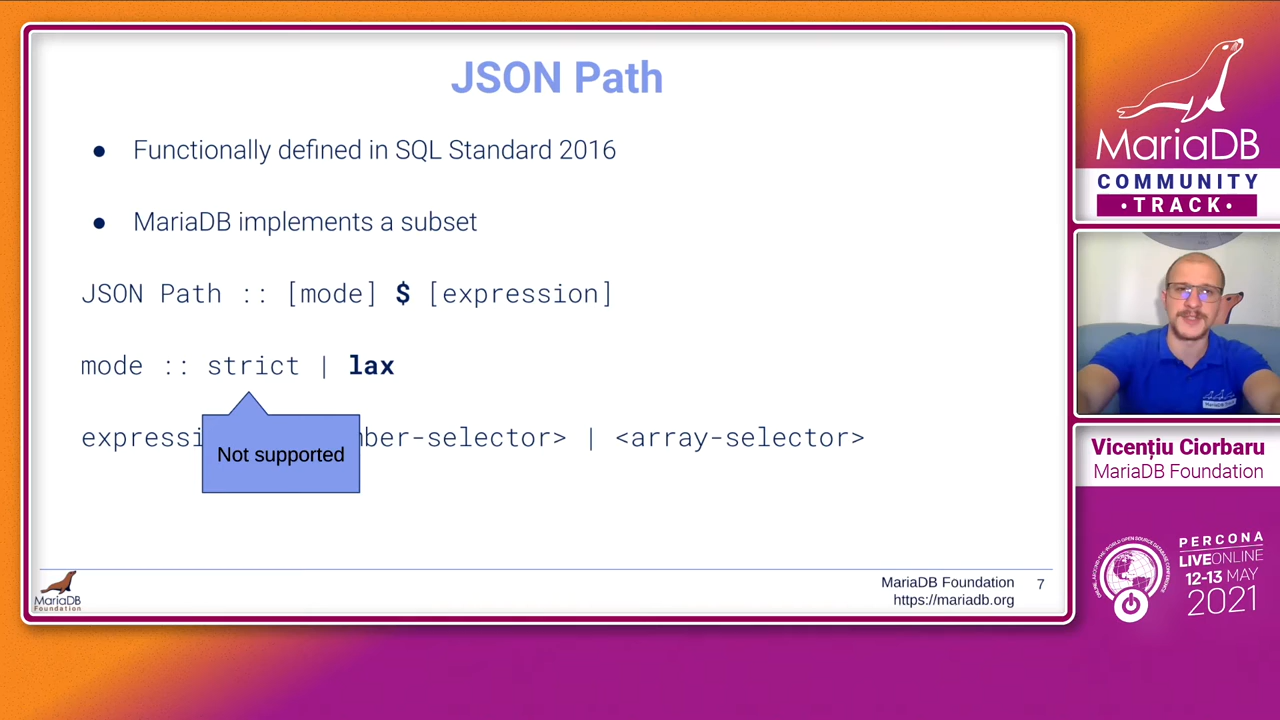 JSON Path
● Functionally defined in SQL Standard 2016
● MariaDB implements a subset
JSON Path :: [mode] $ [expression]
mode :: strict | lax
Not supported
expressi ber-selector> | <array-selector>
MariaDB
Foundation
MariaDB Foundation
https://mariadb.org
7
MariaDB
COMMUNITY
•TRACK•
Vicențiu Ciorbaru
MariaDB Foundation
PERCONA
LIVEONLINE
12-13 MAY
2021